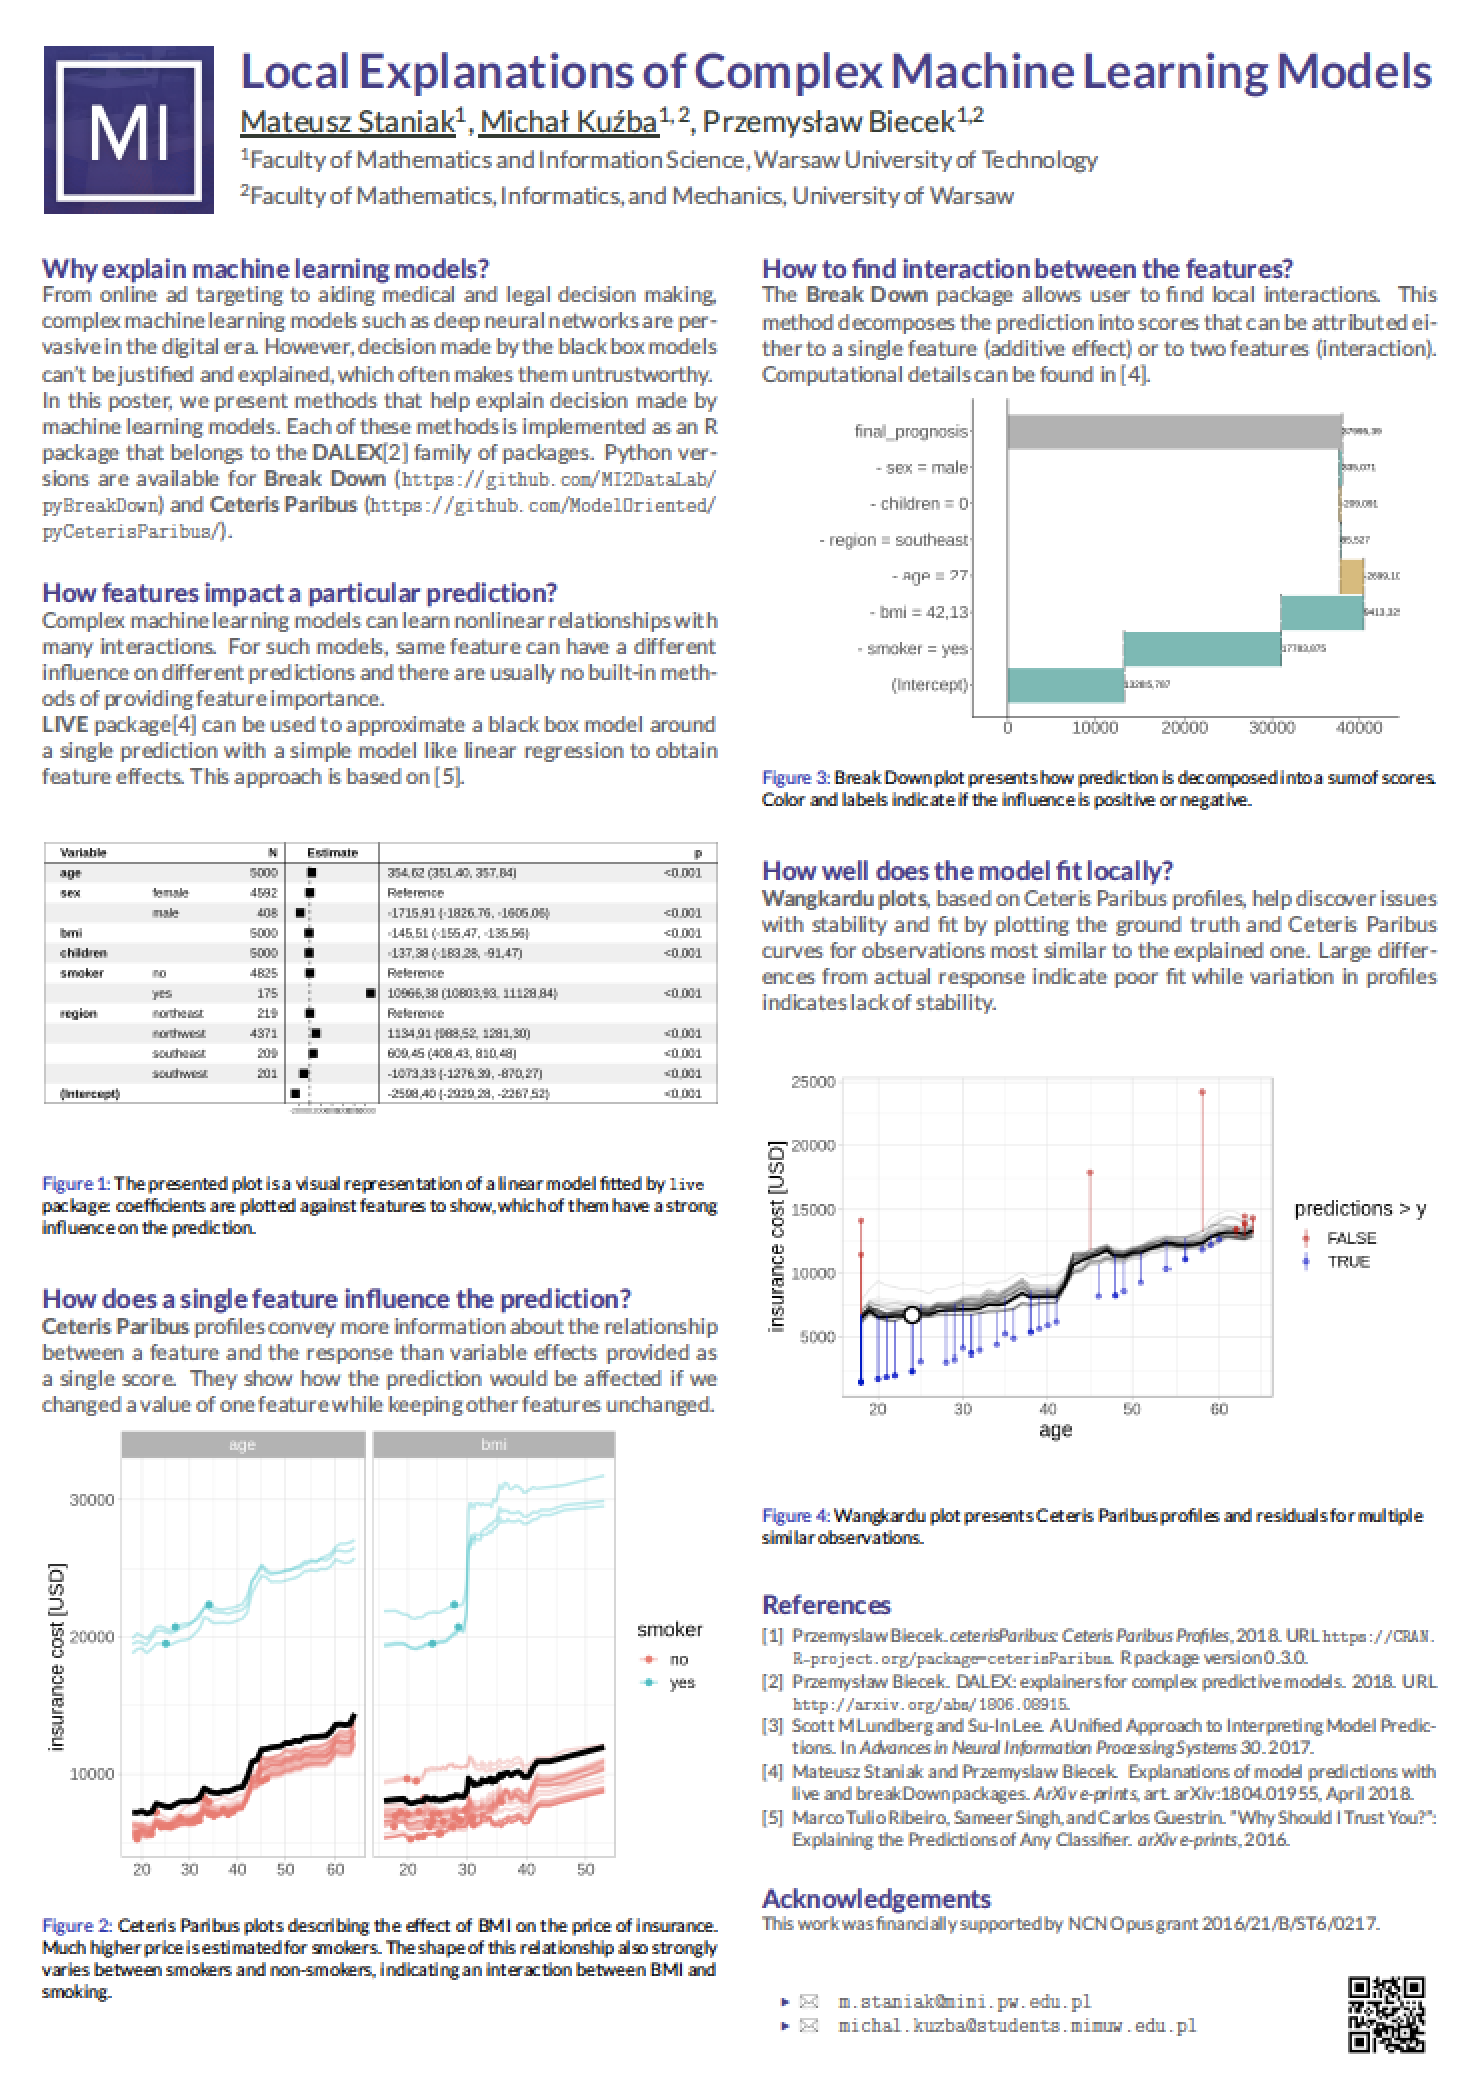 MI
Local Explanations of Complex Machine Learning Models
Mateusz Staniak1, Michał Kuźba1, 2, Przemysław Biecek1,2
1Faculty of Mathematics and Information Science, Warsaw University of Technology
2Faculty of Mathematics, Informatics, and Mechanics, University of Warsaw
Why explain machine learning models?
From online ad targeting to aiding medical and legal decision making,
complex machine learning models such as deep neural networks are per-
vasive in the digital era. However, decision made by the black box models
can't be justified and explained, which often makes them untrustworthy.
In this poster, we present methods that help explain decision made by
machine learning models. Each of these methods is implemented as an R
package that belongs to the DALEX[2] family of packages. Python ver-
sions are available for Break Down (https://github.com/MI2DataLab/
pyBreakDown) and Ceteris Paribus (https://github.com/ModelOriented/
pyCeterisParibus/).
How features impact a particular prediction?
Complex machine learning models can learn nonlinear relationships with
many interactions. For such models, same feature can have a different
influence on different predictions and there are usually no built-in meth-
ods of providing feature importance.
LIVE package[4] can be used to approximate a black box model around
a single prediction with a simple model like linear regression to obtain
feature effects. This approach is based on [5].
Variable N Estimate p
age 5000 354,62 (351,40, 357,84) <0,001
sex female 4592 Reference
male 408 -1715,91 (-1826,76, -1605,06) <0,001
bmi 5000 -145,51 (-155,47, -135,56) <0,001
children 5000 -137,38 (-183,28, -91,47) <0,001
smoker no 4825 Reference
yes 175 10966,38 (10803,93, 11128,84) <0,001
region northeast 219 Reference
northwest 4371 1134,91 (988,52, 1281,30) <0,001
southeast 209 609,45 (408,43, 810,48) <0,001
southwest 201 -1073,33 (-1276,39, -870,27) <0,001
(Intercept) -2598,40 (-2929,28, -2267,52) <0,001
Figure 1: The presented plot is a visual representation of a linear model fitted by live
package: coefficients are plotted against features to show, which of them have a strong
influence on the prediction.
How does a single feature influence the prediction?
Ceteris Paribus profiles convey more information about the relationship
between a feature and the response than variable effects provided as
a single score. They show how the prediction would be affected if we
changed a value of one feature while keeping other features unchanged.
age bmi
30000
20000
10000
insurance cost [USD]
20 30 40 50 60 20 30 40 50
smoker
no
yes
Figure 2: Ceteris Paribus plots describing the effect of BMI on the price of insurance.
Much higher price is estimated for smokers. The shape of this relationship also strongly
varies between smokers and non-smokers, indicating an interaction between BMI and
smoking.
How to find interaction between the features?
The Break Down package allows user to find local interactions. This
method decomposes the prediction into scores that can be attributed ei-
ther to a single feature (additive effect) or to two features (interaction).
Computational details can be found in [4].
final_prognosis
- sex = male
- children = 0
- region = southeast
- age = 27
- bmi = 42,13
- smoker = yes
(Intercept)
0 10000 20000 30000 40000
Figure 3: Break Down plot presents how prediction is decomposed into a sum of scores.
Color and labels indicate if the influence is positive or negative.
How well does the model fit locally?
Wangkardu plots, based on Ceteris Paribus profiles, help discover issues
with stability and fit by plotting the ground truth and Ceteris Paribus
curves for observations most similar to the explained one. Large differ-
ences from actual response indicate poor fit while variation in profiles
indicates lack of stability.
25000
20000
15000
10000
5000
insurance cost [USD]
20 30 40 50 60
age
predictions > y
FALSE
TRUE
Figure 4: Wangkardu plot presents Ceteris Paribus profiles and residuals for multiple
similar observations.
References
[1] Przemyslaw Biecek. ceterisParibus: Ceteris Paribus Profiles, 2018. URL https://CRAN.
R-project.org/package=ceterisParibus. R package version 0.3.0.
[2] Przemysław Biecek. DALEX: explainers for complex predictive models. 2018. URL
http://arxiv.org/abs/1806.08915.
[3] Scott M Lundberg and Su-In Lee. A Unified Approach to Interpreting Model Predic-
tions. In Advances in Neural Information Processing Systems 30. 2017.
[4] Mateusz Staniak and Przemyslaw Biecek. Explanations of model predictions with
live and breakDown packages. ArXiv e-prints, art. arXiv:1804.01955, April 2018.
[5] Marco Tulio Ribeiro, Sameer Singh, and Carlos Guestrin. "Why Should I Trust You?":
Explaining the Predictions of Any Classifier. arXiv e-prints, 2016.
Acknowledgements
This work was financially supported by NCN Opus grant 2016/21/B/ST6/0217.
m.staniak@mini.pw.edu.pl
michal.kuzba@students.mimuw.edu.pl